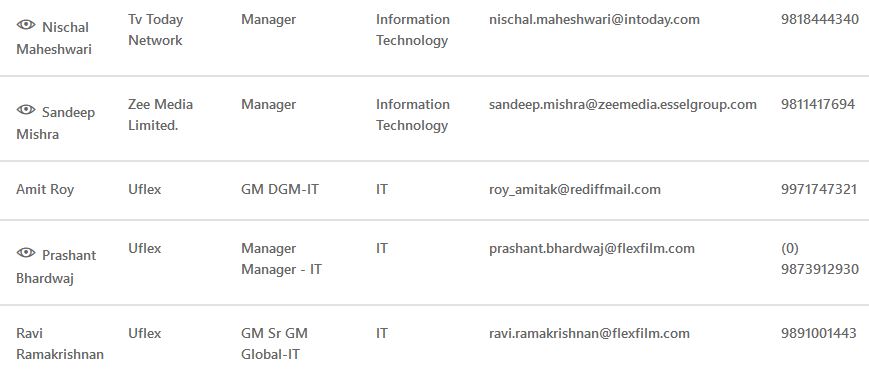 Nischal Maheshwari Tv Today Network Manager Information Technology nischal.maheshwari@intoday.com 9818444340
Sandeep Mishra Zee Media Limited. Manager Information Technology sandeep.mishra@zeemedia.esselgroup.com 9811417694
Amit Roy Uflex GM DGM-IT IT roy_amitak@rediffmail.com 9971747321
Prashant Bhardwaj Uflex Manager Manager - IT IT prashant.bhardwaj@flexfilm.com (0) 9873912930
Ravi Ramakrishnan Uflex GM Sr GM Global-IT IT ravi.ramakrishnan@flexfilm.com 9891001443